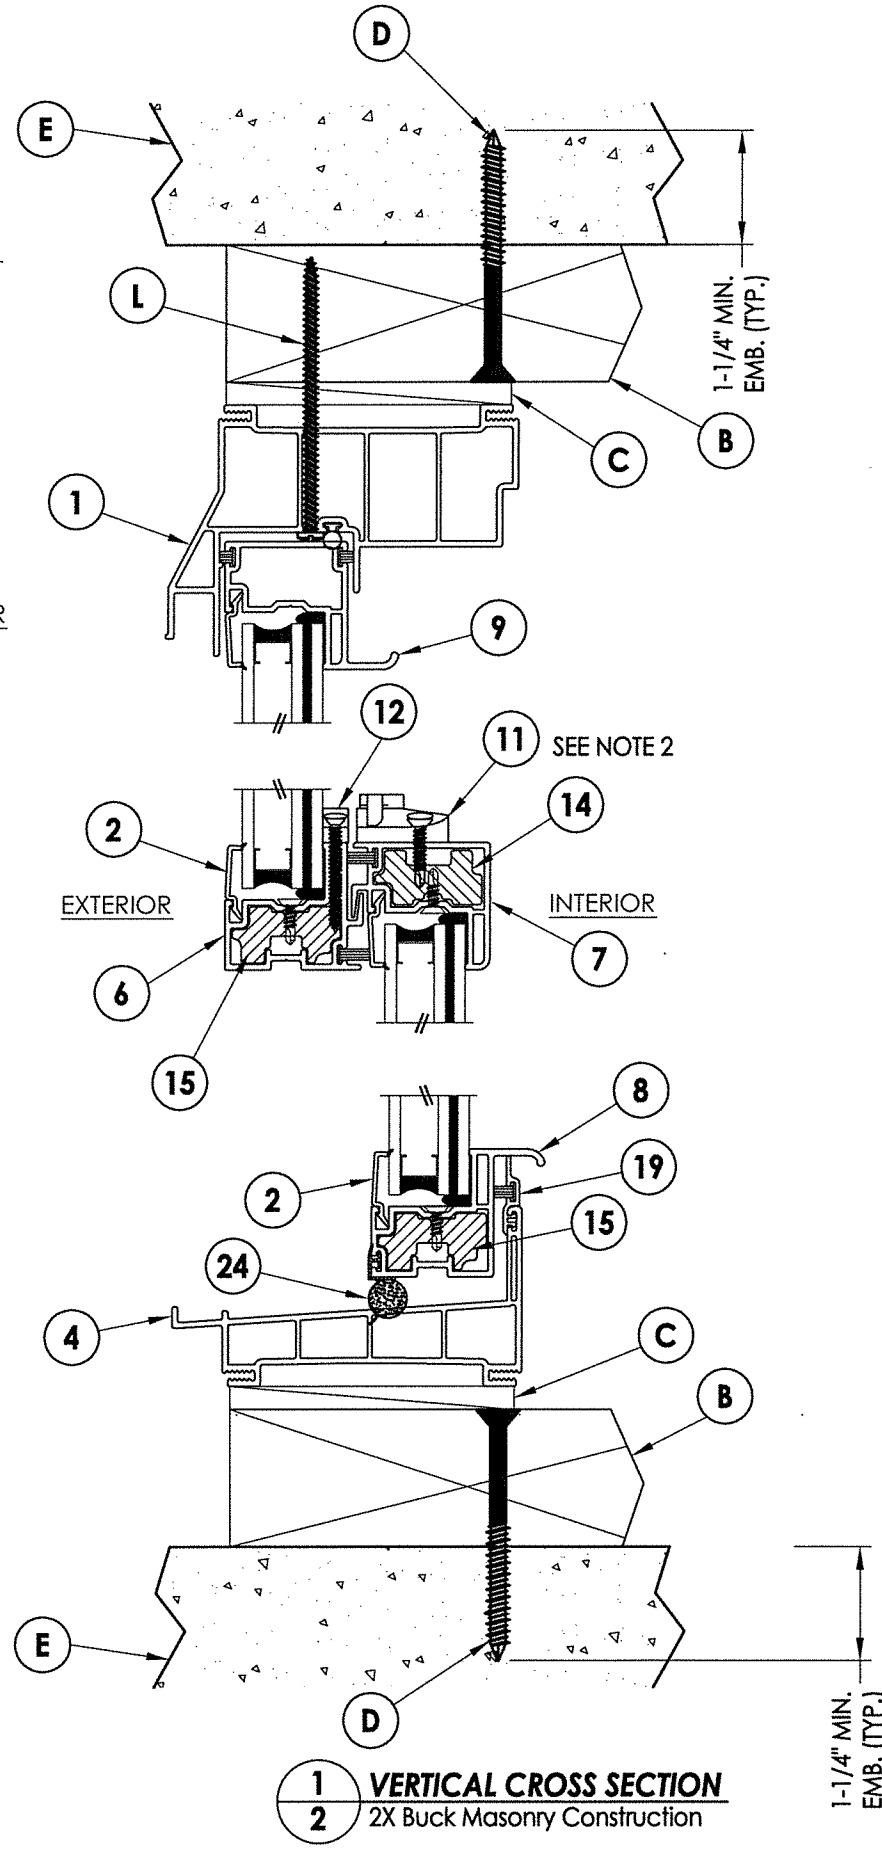 D
E
L
1-1/4" MIN.
EMB. (TYP.)
B
C
1
9
12
11 SEE NOTE 2
14
2
EXTERIOR
INTERIOR
7
6
15
8
2
19
15
24
4
C
B
E
D
1-1/4" MIN.
EMB. (TYP.)
1 VERTICAL CROSS SECTION
2 2X Buck Masonry Construction